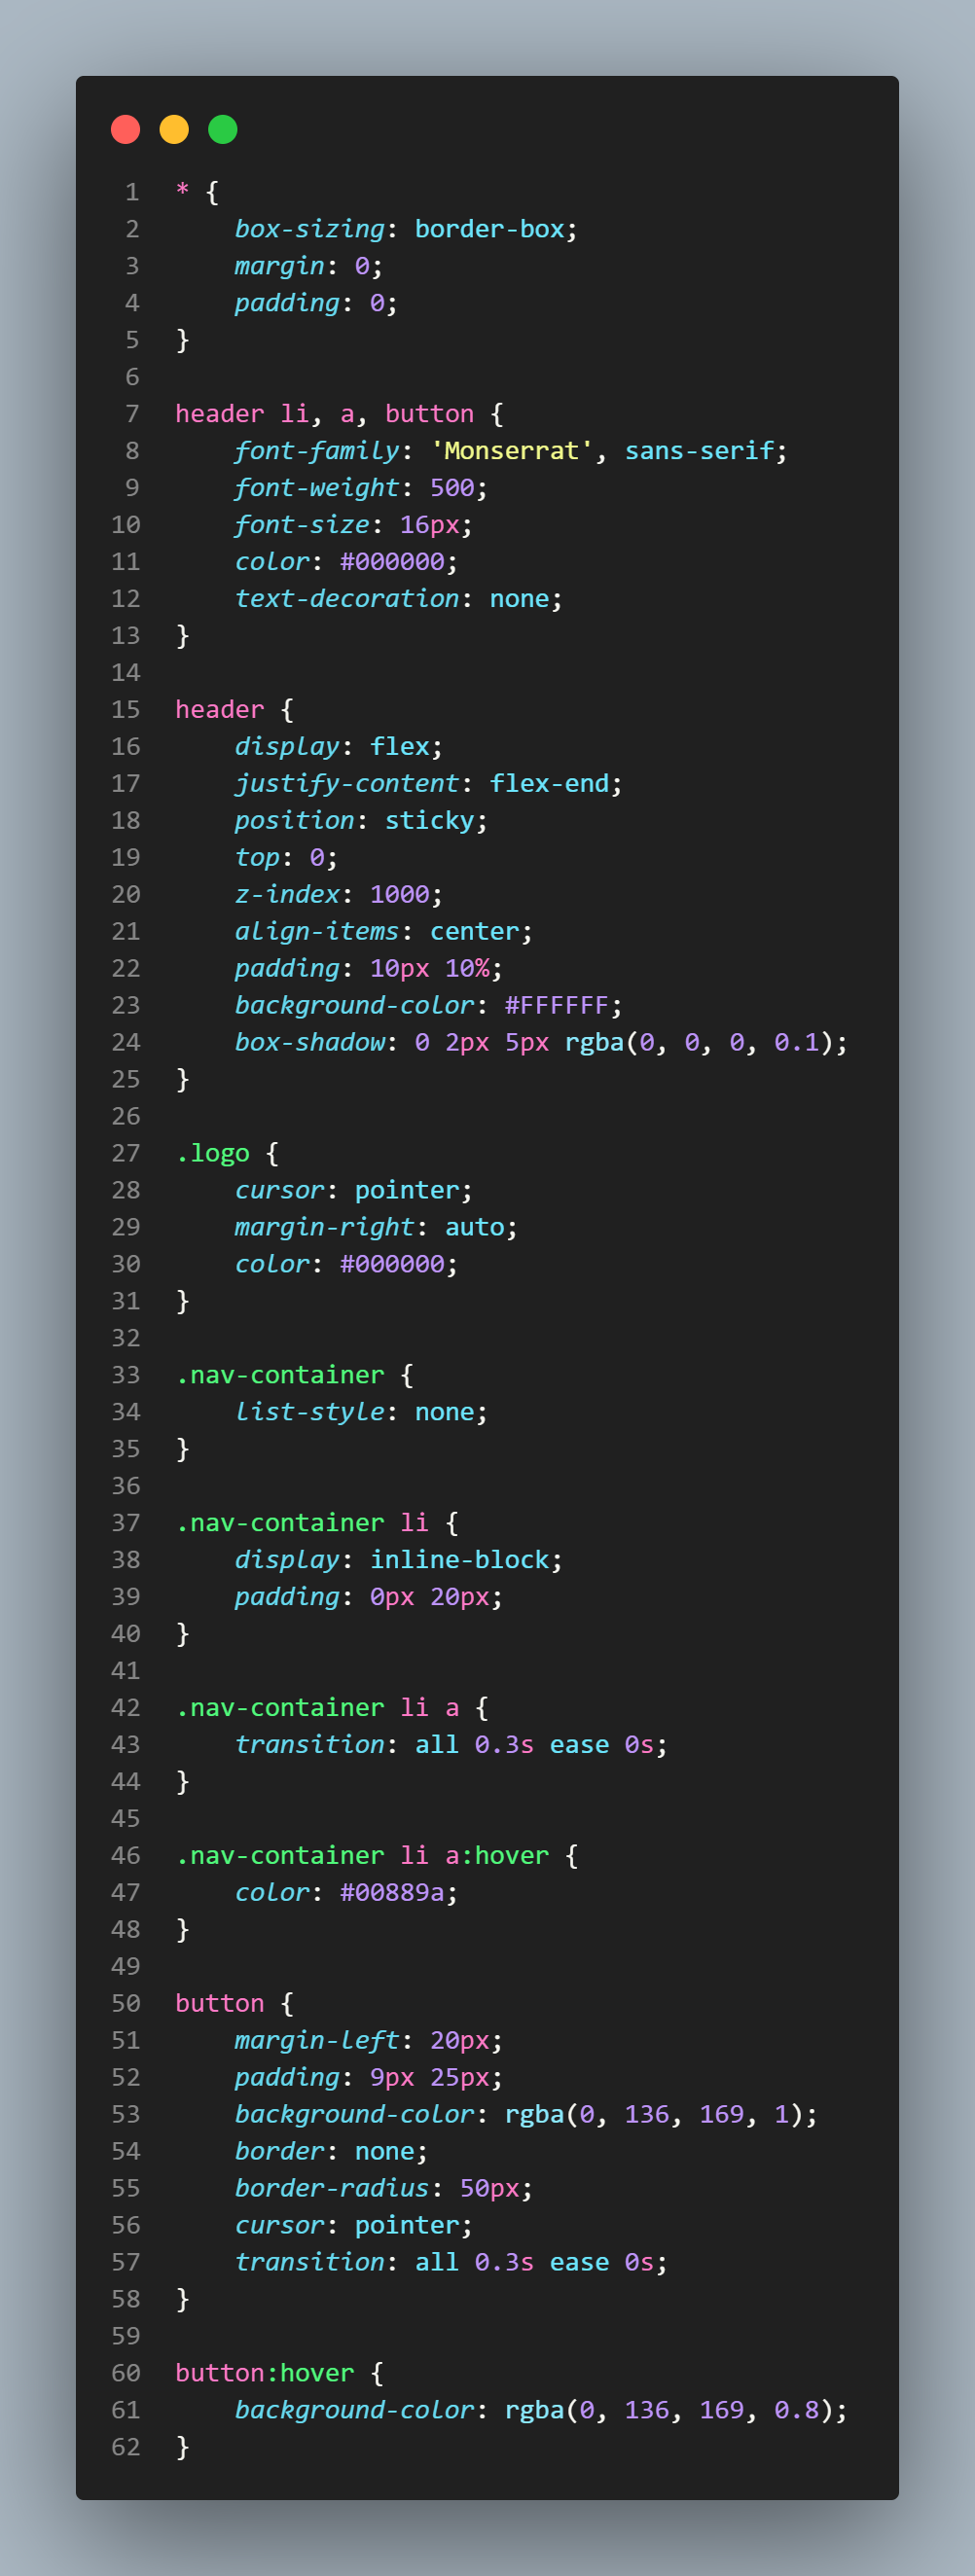 1 * {
2     box-sizing: border-box;
3     margin: 0;
4     padding: 0;
5 }
6
7 header li, a, button {
8     font-family: 'Monserrat', sans-serif;
9     font-weight: 500;
10     font-size: 16px;
11     color: #000000;
12     text-decoration: none;
13 }
14
15 header {
16     display: flex;
17     justify-content: flex-end;
18     position: sticky;
19     top: 0;
20     z-index: 1000;
21     align-items: center;
22     padding: 10px 10%;
23     background-color: #FFFFFF;
24     box-shadow: 0 2px 5px rgba(0, 0, 0, 0.1);
25 }
26
27 .logo {
28     cursor: pointer;
29     margin-right: auto;
30     color: #000000;
31 }
32
33 .nav-container {
34     list-style: none;
35 }
36
37 .nav-container li {
38     display: inline-block;
39     padding: 0px 20px;
40 }
41
42 .nav-container li a {
43     transition: all 0.3s ease 0s;
44 }
45
46 .nav-container li a:hover {
47     color: #00889a;
48 }
49
50 button {
51     margin-left: 20px;
52     padding: 9px 25px;
53     background-color: rgba(0, 136, 169, 1);
54     border: none;
55     border-radius: 50px;
56     cursor: pointer;
57     transition: all 0.3s ease 0s;
58 }
59
60 button:hover {
61     background-color: rgba(0, 136, 169, 0.8);
62 }